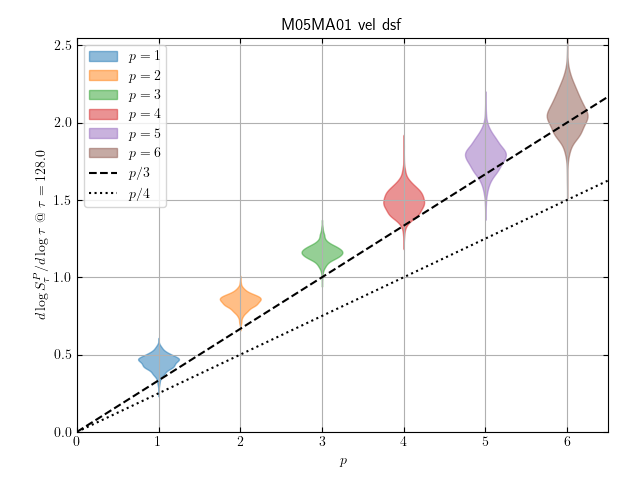 M05MA01 vel dsf
2.5
2.0
1.5
1.0
0.5
0.0
d log S_τ^P / d log τ @ τ = 128.0
p = 1
p = 2
p = 3
p = 4
p = 5
p = 6
p/3
p/4
0 1 2 3 4 5 6
p